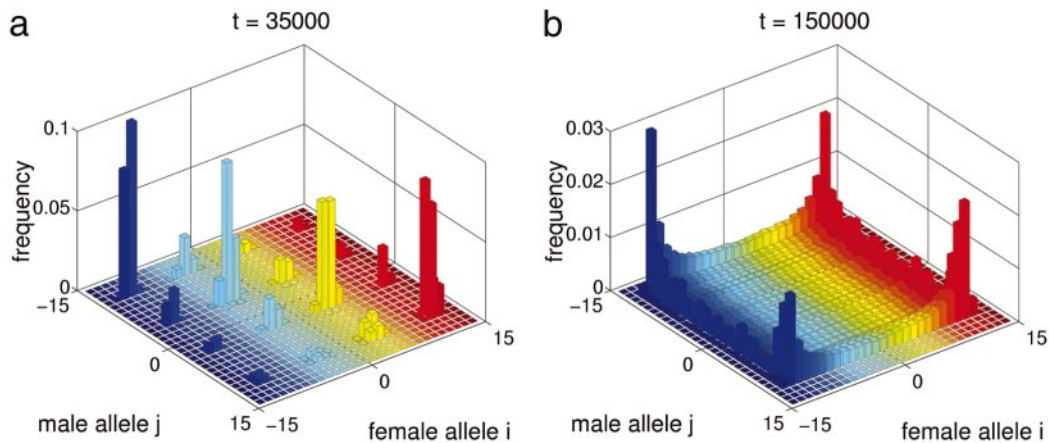 a
t = 35000
frequency
0.1
0.05
0
−15
0
15
−15
0
15
male allele j
female allele i
b
t = 150000
frequency
0.03
0.02
0.01
0
−15
0
15
−15
0
15
male allele j
female allele i